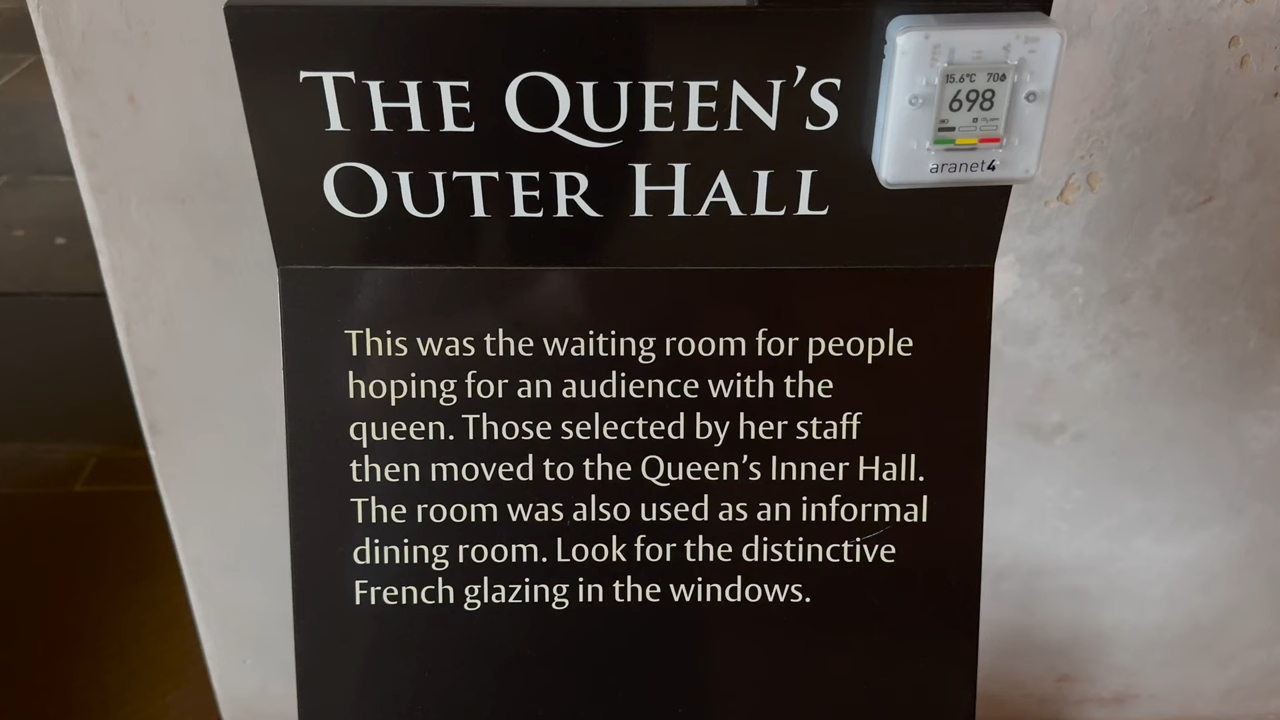 THE QUEEN'S
OUTER HALL
15.6°C 70
698
CO₂ ppm
aranet4
This was the waiting room for people
hoping for an audience with the
queen. Those selected by her staff
then moved to the Queen's Inner Hall.
The room was also used as an informal
dining room. Look for the distinctive
French glazing in the windows.